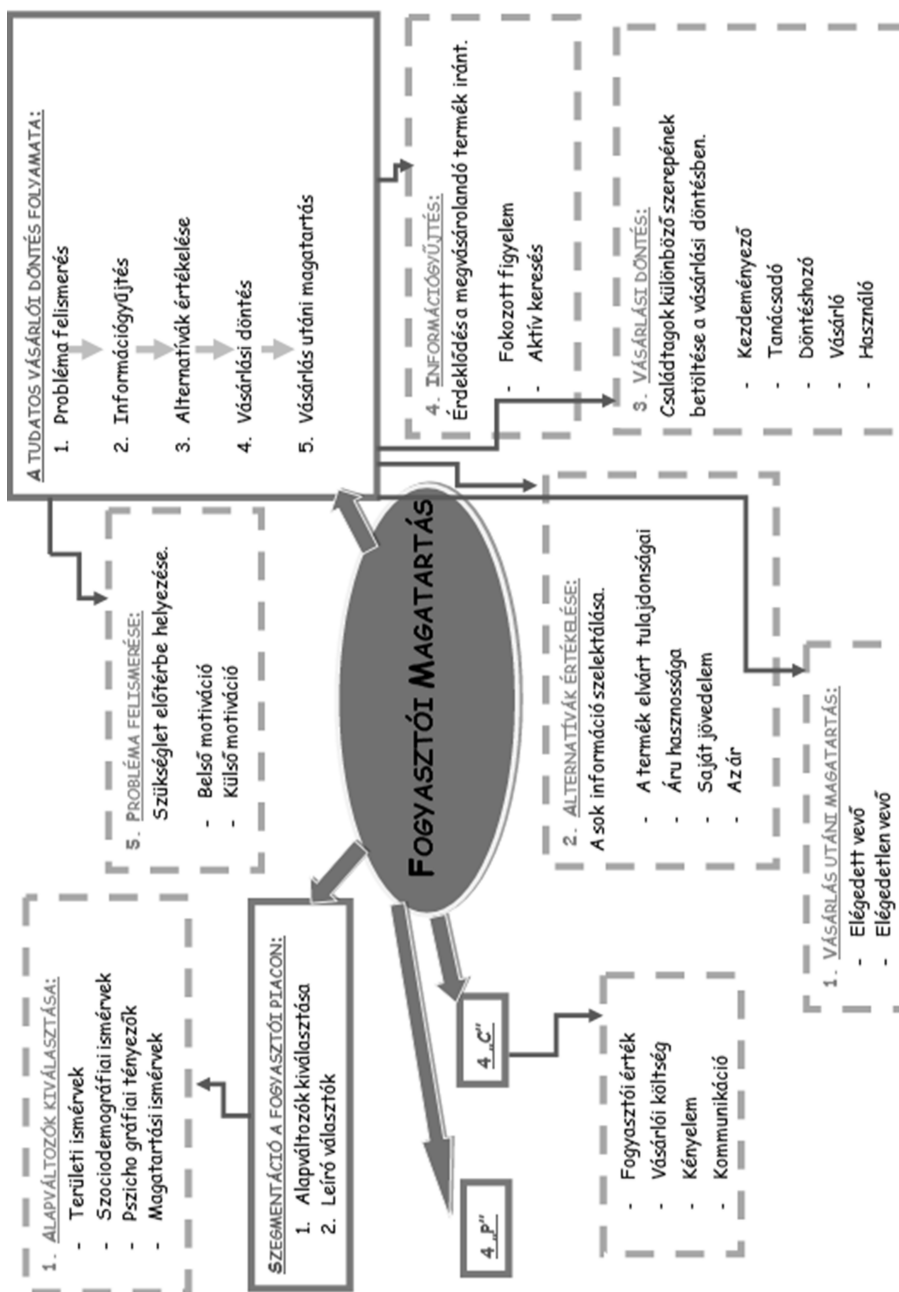 1. ALAPVÁLTOZÓK KIVÁLASZTÁSA:
- Területi ismérvek
- Szociodemográfiai ismérvek
- Pszicho gráfiai tényezők
- Magatartási ismérvek
SZEGMENTÁCIÓ A FOGYASZTÓI PIACON:
1. Alapváltozók kiválasztása
2. Leíró választók
5. PROBLÉMA FELISMERÉSE:
Szükséglet előtérbe helyezése.
- Belső motiváció
- Külső motiváció
A TUDATOS VÁSÁRLÓI DÖNTÉS FOLYAMATA:
1. Probléma felismerés
2. Információgyűjtés
3. Alternatívák értékelése
4. Vásárlási döntés
5. Vásárlás utáni magatartás
FOGYASZTÓI MAGATARTÁS
4 „P”
4 „C”
- Fogyasztói érték
- Vásárlói költség
- Kényelem
- Kommunikáció
4. INFORMÁCIÓGYŰJTÉS:
Érdeklődés a megvásárolandó termék iránt.
- Fokozott figyelem
- Aktív keresés
2. ALTERNATÍVÁK ÉRTÉKELÉSE:
A sok információ szelektálása.
- A termék elvárt tulajdonságai
- Áru hasznossága
- Saját jövedelem
- Az ár
3. VÁSÁRLÁSI DÖNTÉS:
Családtagok különböző szerepének
betöltése a vásárlási döntésben.
- Kezdeményező
- Tanácsadó
- Döntéshozó
- Vásárló
- Használó
1. VÁSÁRLÁS UTÁNI MAGATARTÁS:
- Elégedett vevő
- Elégedetlen vevő